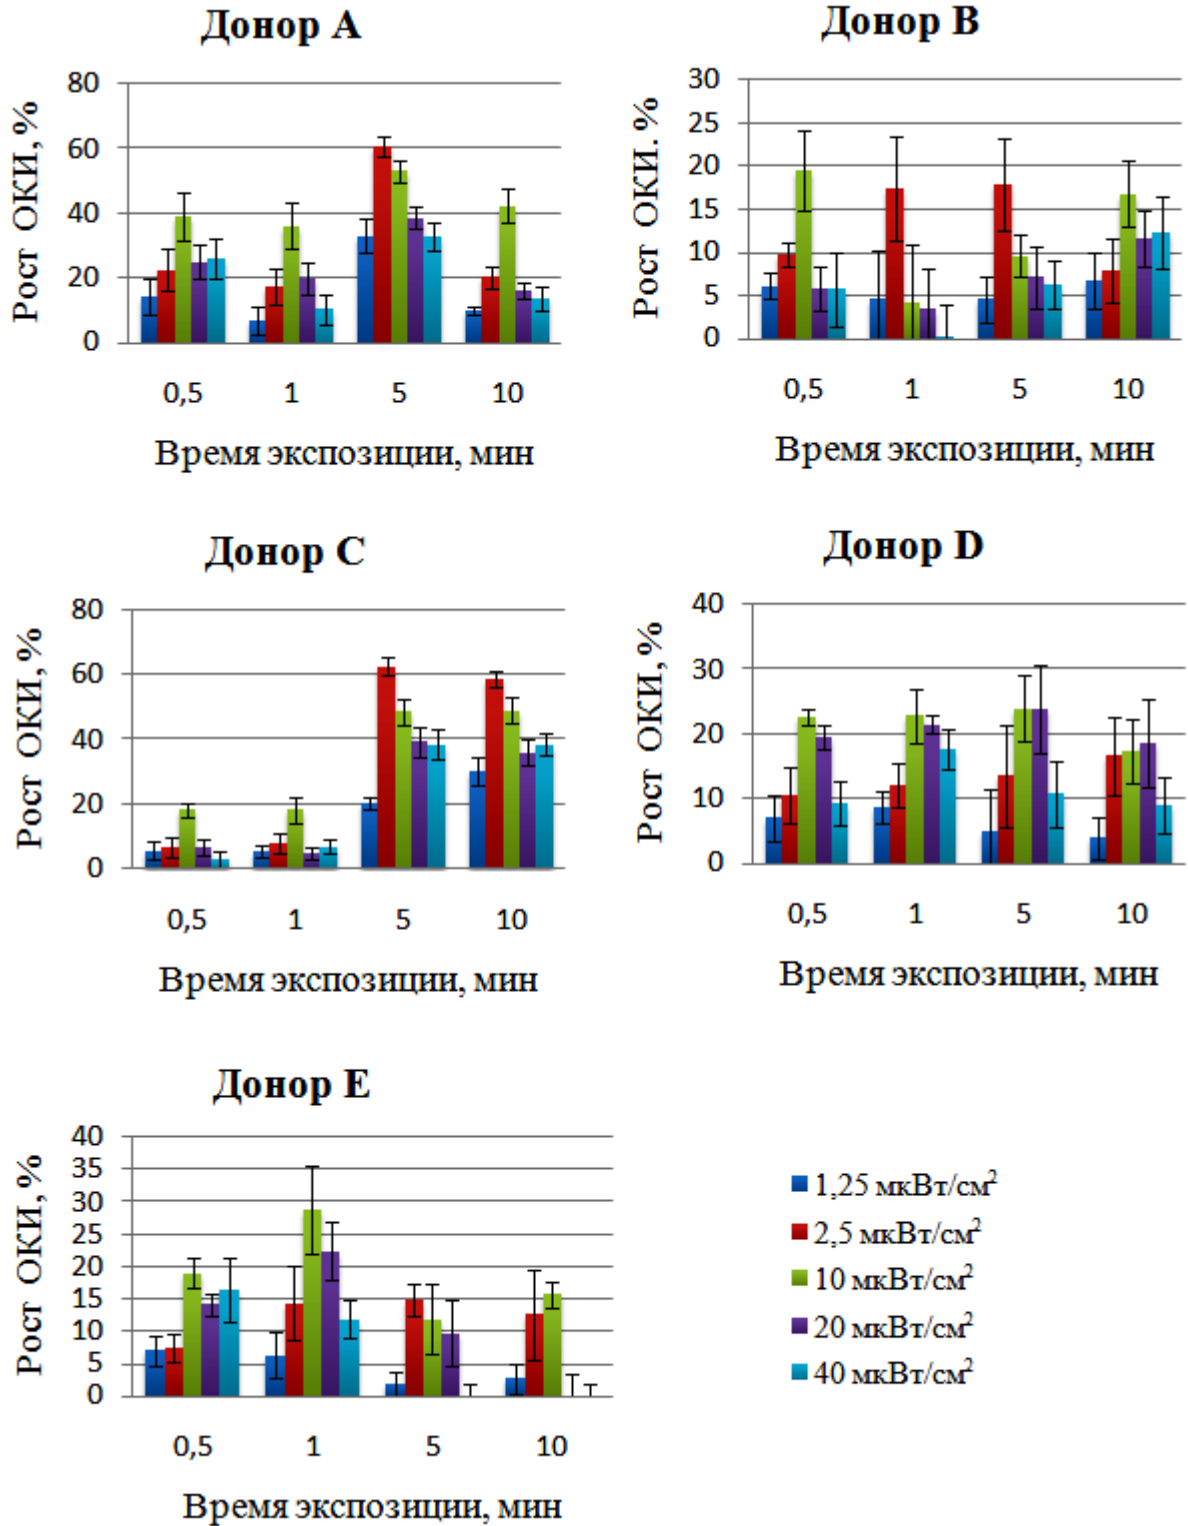 Донор A
Рост ОКИ, %
80
60
40
20
0
0,5 1 5 10
Время экспозиции, мин
Донор B
Рост ОКИ. %
30
25
20
15
10
5
0
0,5 1 5 10
Время экспозиции, мин
Донор C
Рост ОКИ, %
80
60
40
20
0
0,5 1 5 10
Время экспозиции, мин
Донор D
Рост ОКИ, %
40
30
20
10
0
0,5 1 5 10
Время экспозиции, мин
Донор E
Рост ОКИ, %
40
35
30
25
20
15
10
5
0
0,5 1 5 10
Время экспозиции, мин
1,25 мкВт/см²
2,5 мкВт/см²
10 мкВт/см²
20 мкВт/см²
40 мкВт/см²